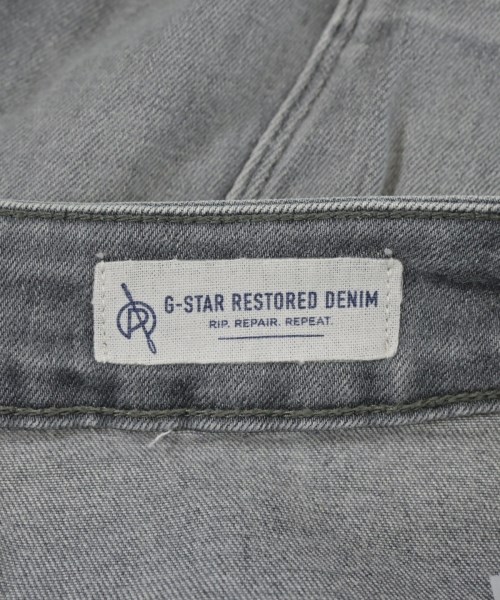 G-STAR RESTORED DENIM
RIP. REPAIR. REPEAT.